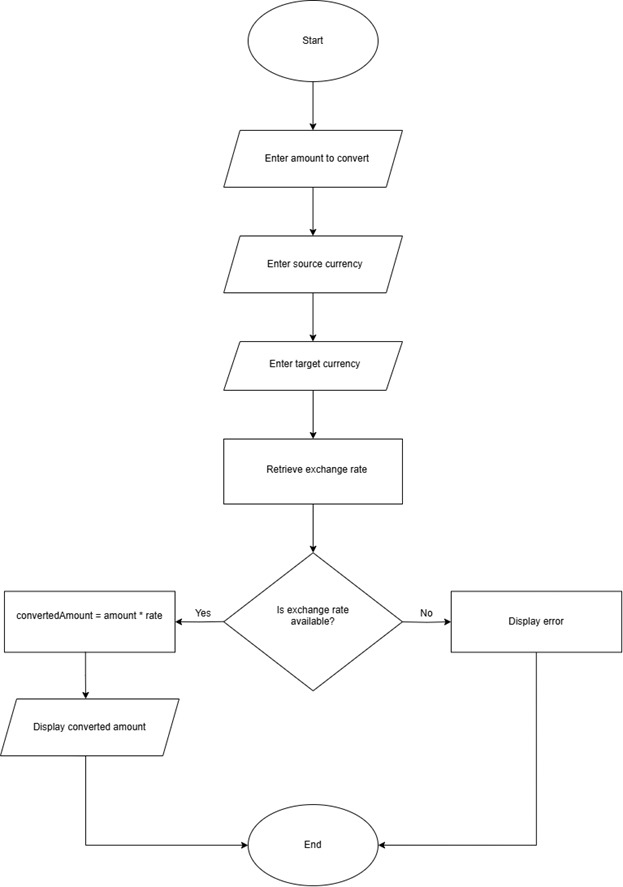 Start
Enter amount to convert
Enter source currency
Enter target currency
Retrieve exchange rate
Is exchange rate
available?
Yes
No
convertedAmount = amount * rate
Display error
Display converted amount
End